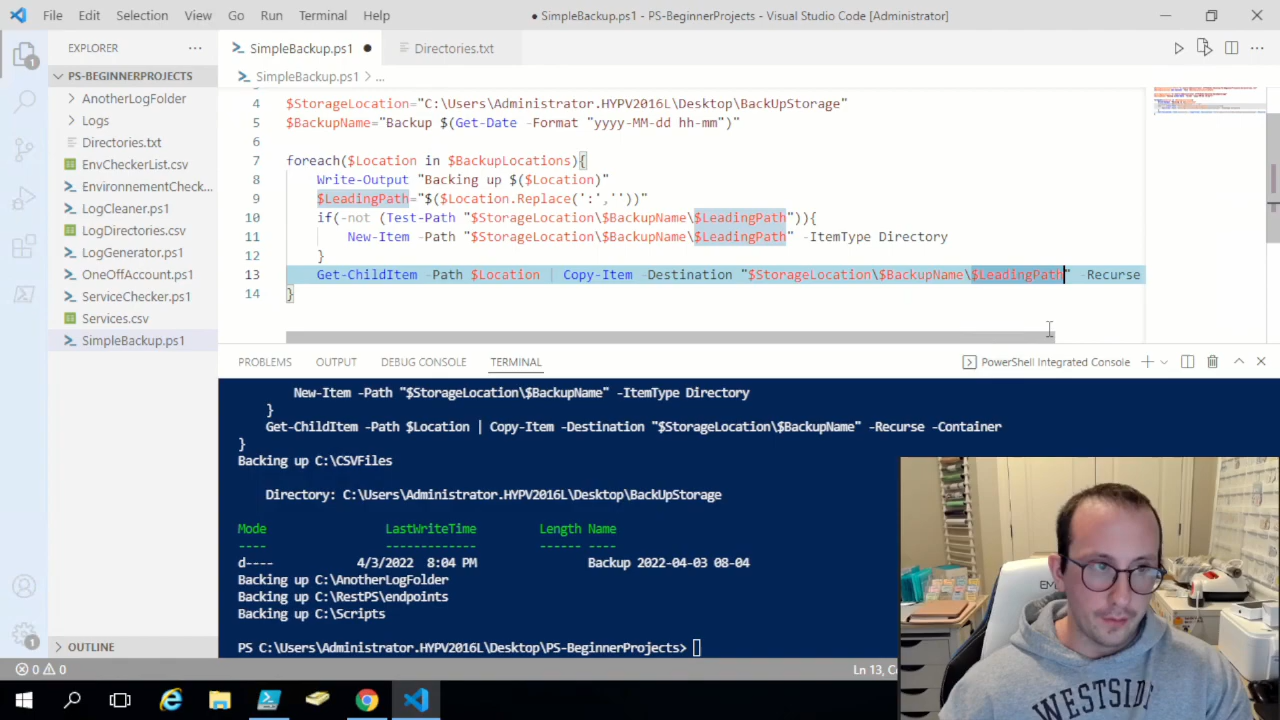 File Edit Selection View Go Run Terminal Help
● SimpleBackup.ps1 - PS-BeginnerProjects - Visual Studio Code [Administrator]
EXPLORER
SimpleBackup.ps1
Directories.txt
PS-BEGINNERPROJECTS
SimpleBackup.ps1 > ...
AnotherLogFolder
Logs
Directories.txt
EnvCheckerList.csv
EnvironnementCheck...
LogCleaner.ps1
LogDirectories.csv
LogGenerator.ps1
OneOffAccount.ps1
ServiceChecker.ps1
Services.csv
SimpleBackup.ps1
OUTLINE
4 $StorageLocation="C:\Users\Administrator.HYPV2016L\Desktop\BackUpStorage"
5 $BackupName="Backup $(Get-Date -Format "yyyy-MM-dd hh-mm")"
6
7 foreach($Location in $BackupLocations){
8 Write-Output "Backing up $($Location)"
9 $LeadingPath="$($Location.Replace(':',''))"
10 if(-not (Test-Path "$StorageLocation\$BackupName\$LeadingPath")){
11 New-Item -Path "$StorageLocation\$BackupName\$LeadingPath" -ItemType Directory
12 }
13 Get-ChildItem -Path $Location | Copy-Item -Destination "$StorageLocation\$BackupName\$LeadingPath" -Recurse
14 }
PROBLEMS OUTPUT DEBUG CONSOLE TERMINAL
PowerShell Integrated Console
New-Item -Path "$StorageLocation\$BackupName" -ItemType Directory
}
Get-ChildItem -Path $Location | Copy-Item -Destination "$StorageLocation\$BackupName" -Recurse -Container
}
Backing up C:\CSVFiles
Directory: C:\Users\Administrator.HYPV2016L\Desktop\BackUpStorage
Mode LastWriteTime Length Name
---- ------------- ------ ----
d---- 4/3/2022 8:04 PM Backup 2022-04-03 08-04
Backing up C:\AnotherLogFolder
Backing up C:\RestPS\endpoints
Backing up C:\Scripts
PS C:\Users\Administrator.HYPV2016L\Desktop\PS-BeginnerProjects>
0 0
Ln 13, C
WESTSIDE